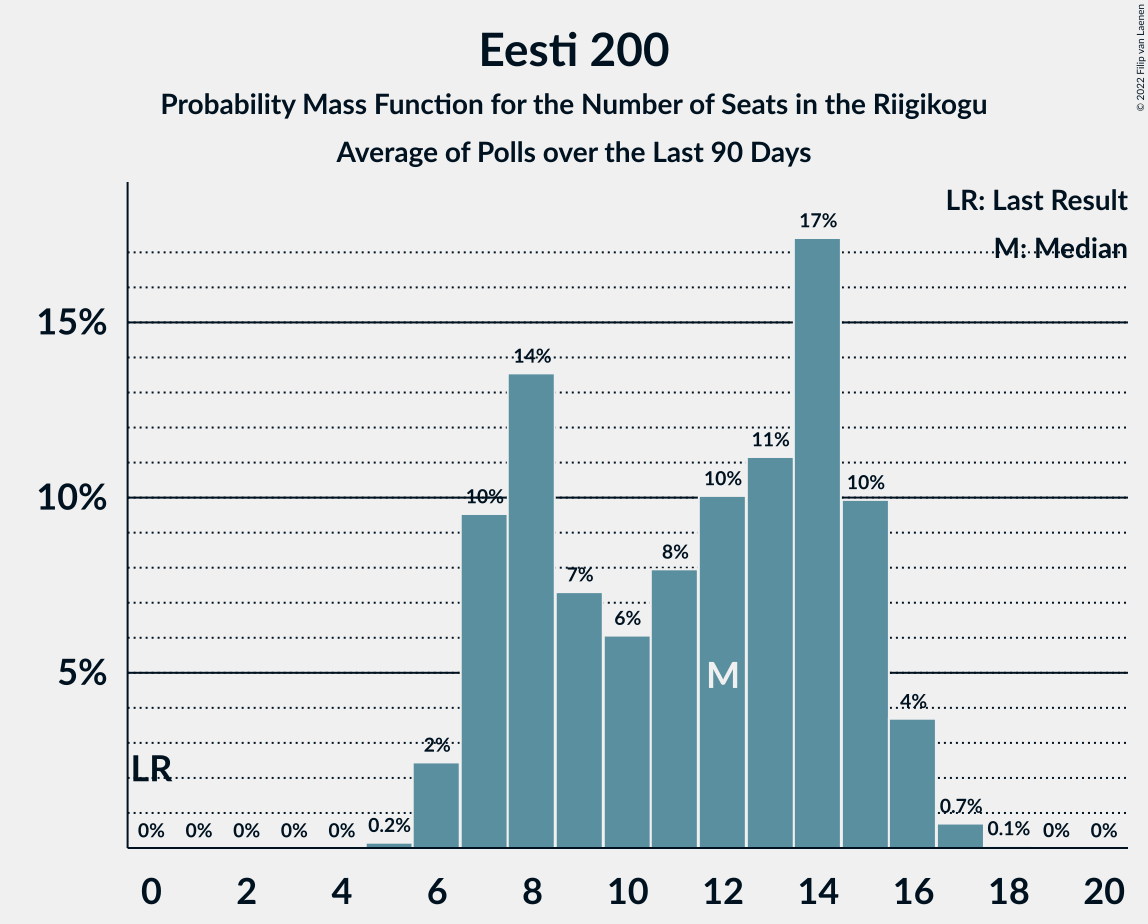 Eesti 200
Probability Mass Function for the Number of Seats in the Riigikogu
Average of Polls over the Last 90 Days
© 2022 Filip van Laenen
LR: Last Result
M: Median
17%
15%
14%
11%
10%
10%
10%
10%
8%
7%
6%
5%
M
4%
2%
LR
0.7%
0% 0% 0% 0% 0% 0.2% 0.1% 0% 0%
0 2 4 6 8 10 12 14 16 18 20